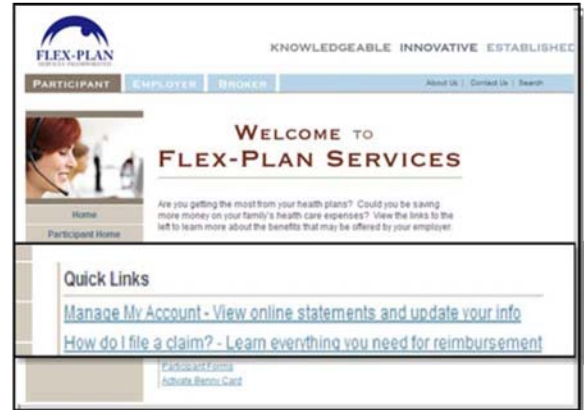 FLEX-PLAN
SERVICES INCORPORATED
KNOWLEDGEABLE INNOVATIVE ESTABLISHED
PARTICIPANT EMPLOYER BROKER
About Us | Contact Us | Search
WELCOME TO
FLEX-PLAN SERVICES
Home
Participant Home
Are you getting the most from your health plans? Could you be saving
more money on your family's health care expenses? View the links to the
left to learn more about the benefits that may be offered by your employer.
Quick Links
Manage My Account - View online statements and update your info
How do I file a claim? - Learn everything you need for reimbursement
Participant Forms
Activate Benny Card